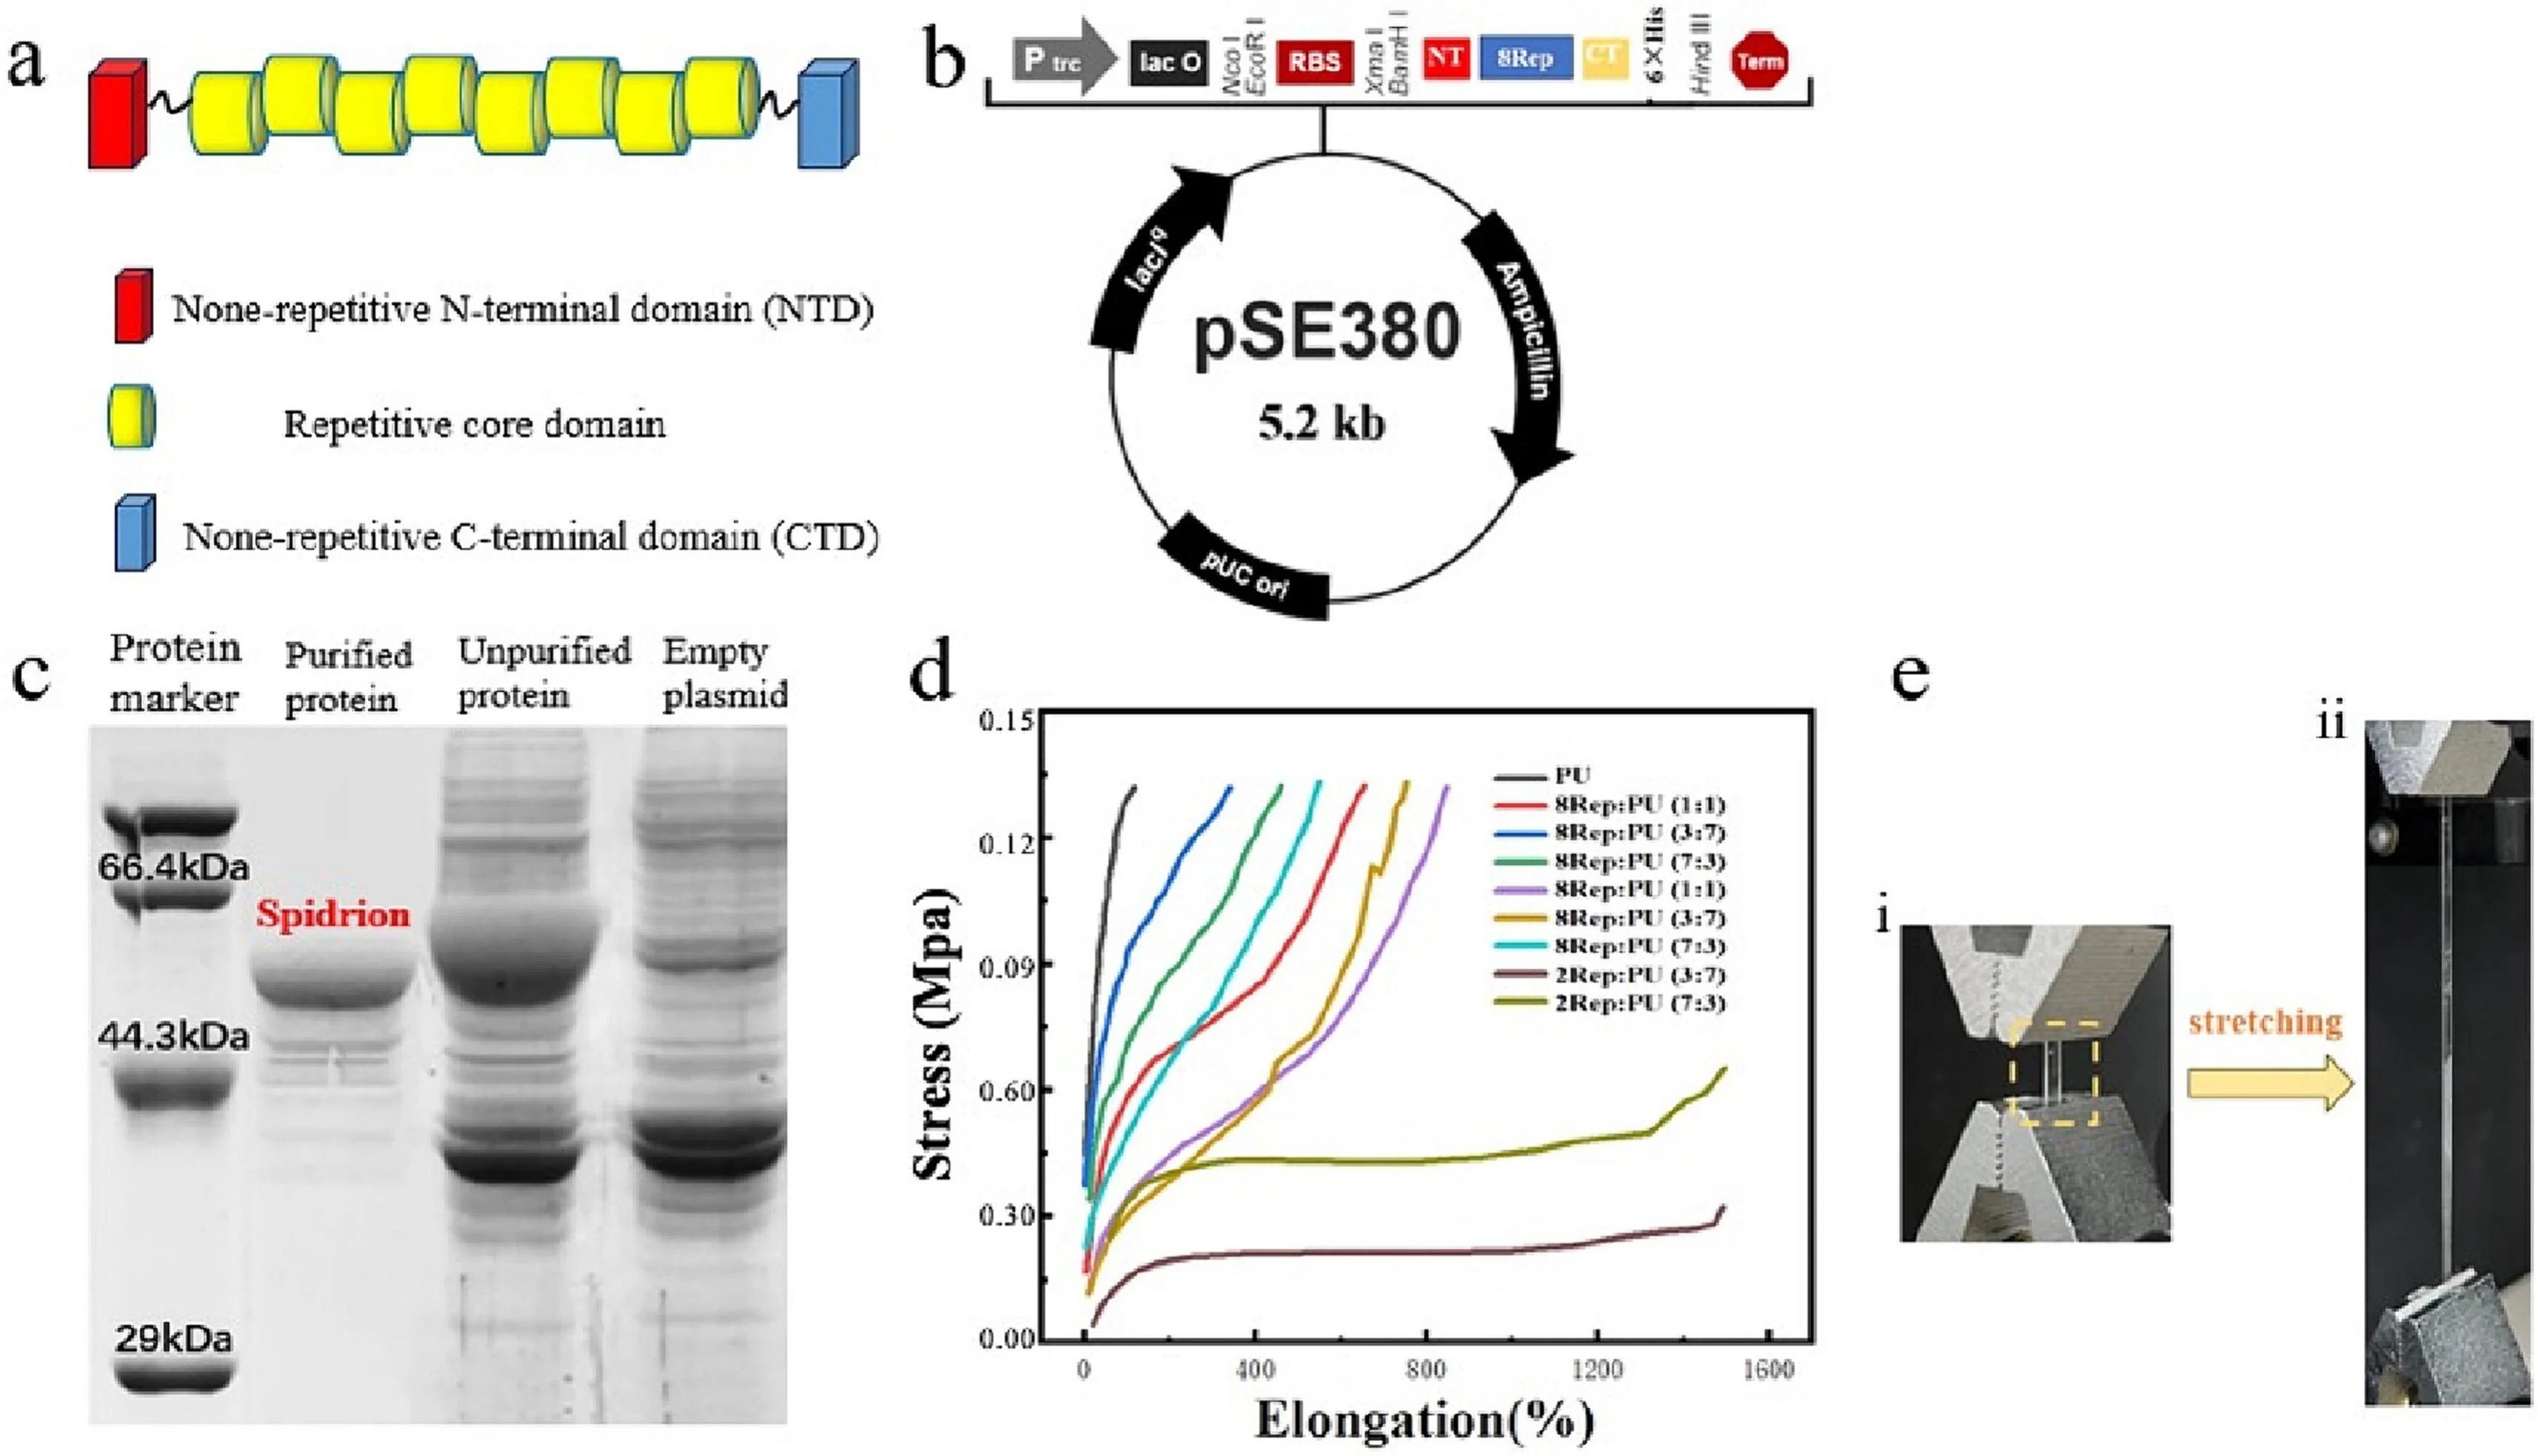 a
None-repetitive N-terminal domain (NTD)
Repetitive core domain
None-repetitive C-terminal domain (CTD)
b
P trc
lac O
Nco I
EcoR I
RBS
Xma I
BamH I
NT
8Rep
CT
6×His
Hind III
Term
lacI^q
Ampicillin
pSE380
5.2 kb
pUC ori
c
Protein
marker
Purified
protein
Unpurified
protein
Empty
plasmid
66.4kDa
Spidrion
44.3kDa
29kDa
d
0.15
0.12
0.09
0.60
0.30
0.00
Stress (Mpa)
PU
8Rep:PU (1:1)
8Rep:PU (3:7)
8Rep:PU (7:3)
8Rep:PU (1:1)
8Rep:PU (3:7)
8Rep:PU (7:3)
2Rep:PU (3:7)
2Rep:PU (7:3)
0 400 800 1200 1600
Elongation(%)
e
i
stretching
ii